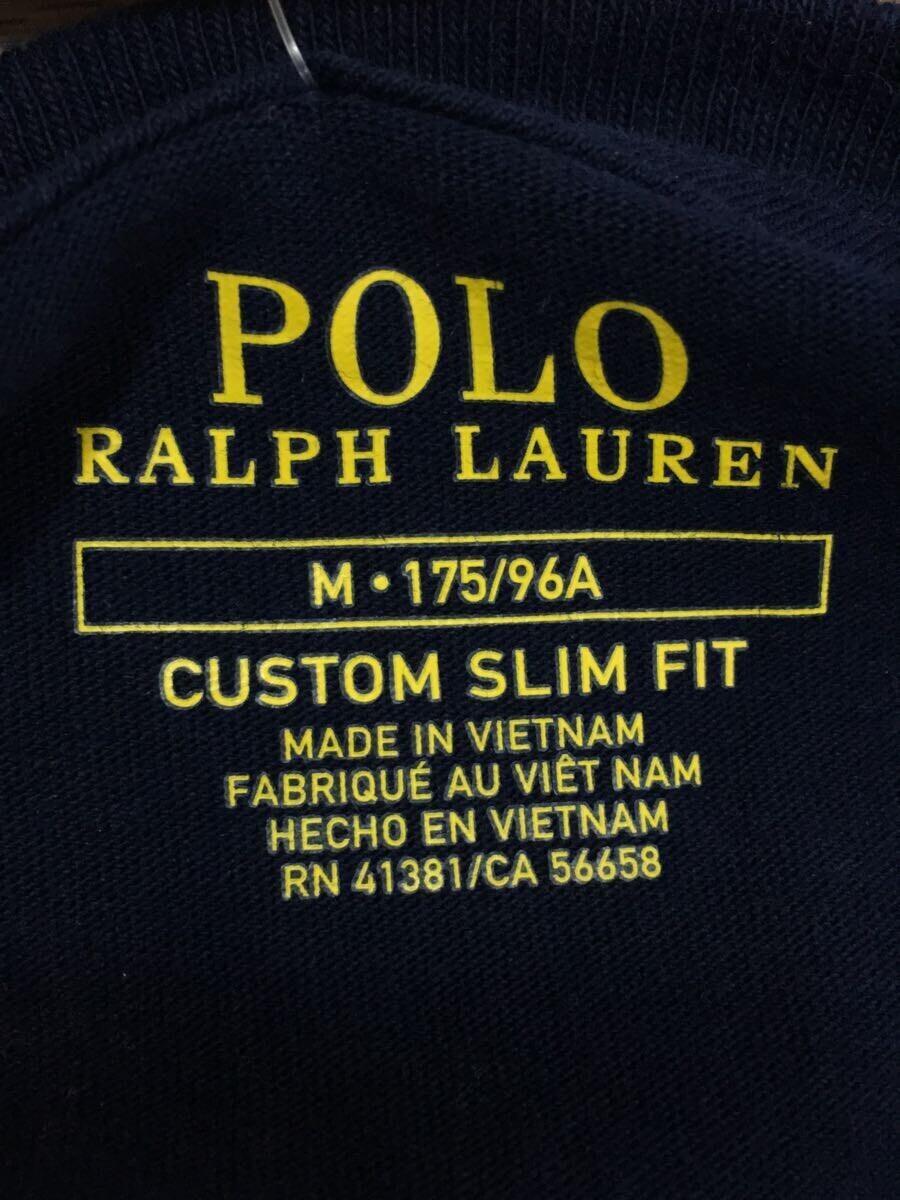 POLO
RALPH LAUREN
M • 175/96A
CUSTOM SLIM FIT
MADE IN VIETNAM
FABRIQUÉ AU VIÊT NAM
HECHO EN VIETNAM
RN 41381/CA 56658